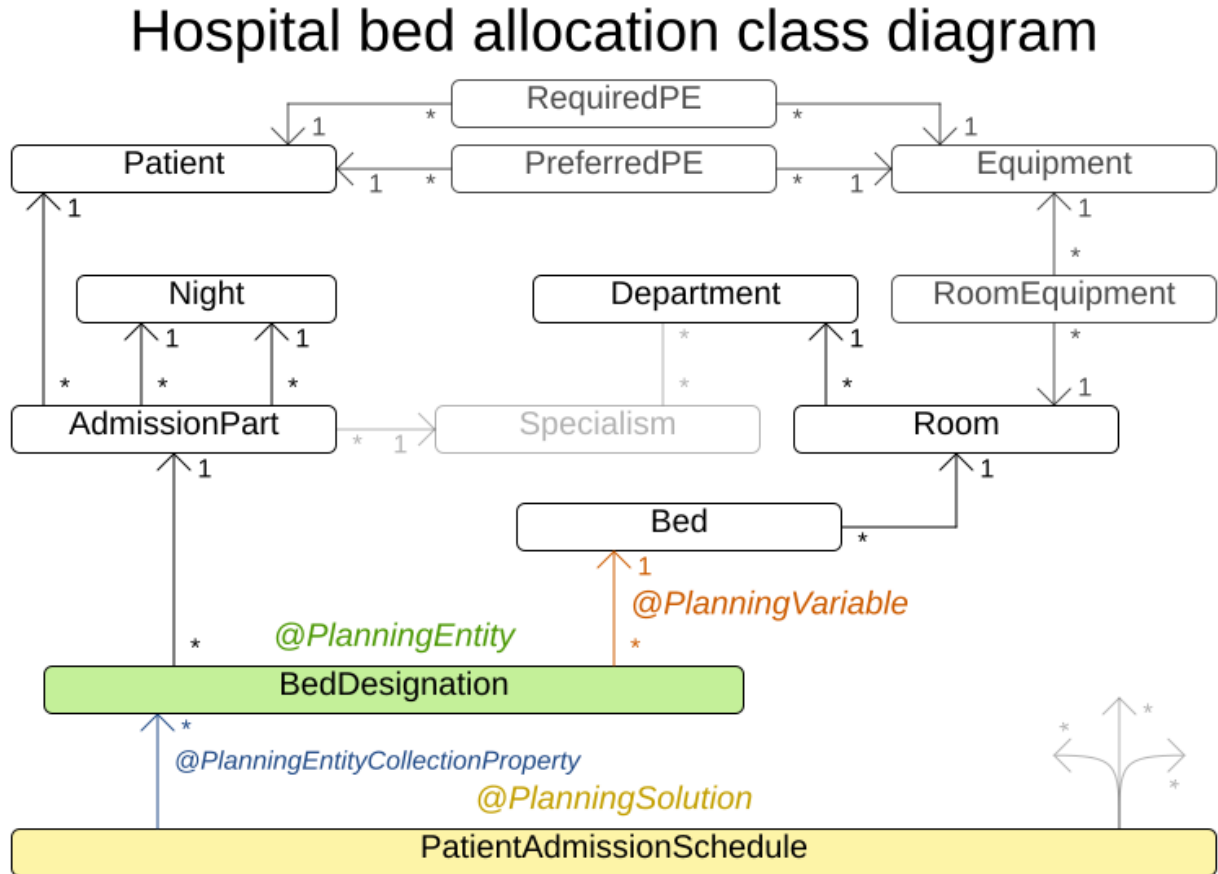 Hospital bed allocation class diagram
RequiredPE
* *
1 1
Patient PreferredPE Equipment
1 * * 1
1 1
*
Night Department RoomEquipment
1 1 * 1 *
* * * * * 1
AdmissionPart Specialism Room
* 1
1 1
Bed
*
1
@PlanningVariable
@PlanningEntity
* *
BedDesignation
*
@PlanningEntityCollectionProperty
* * *
@PlanningSolution
PatientAdmissionSchedule